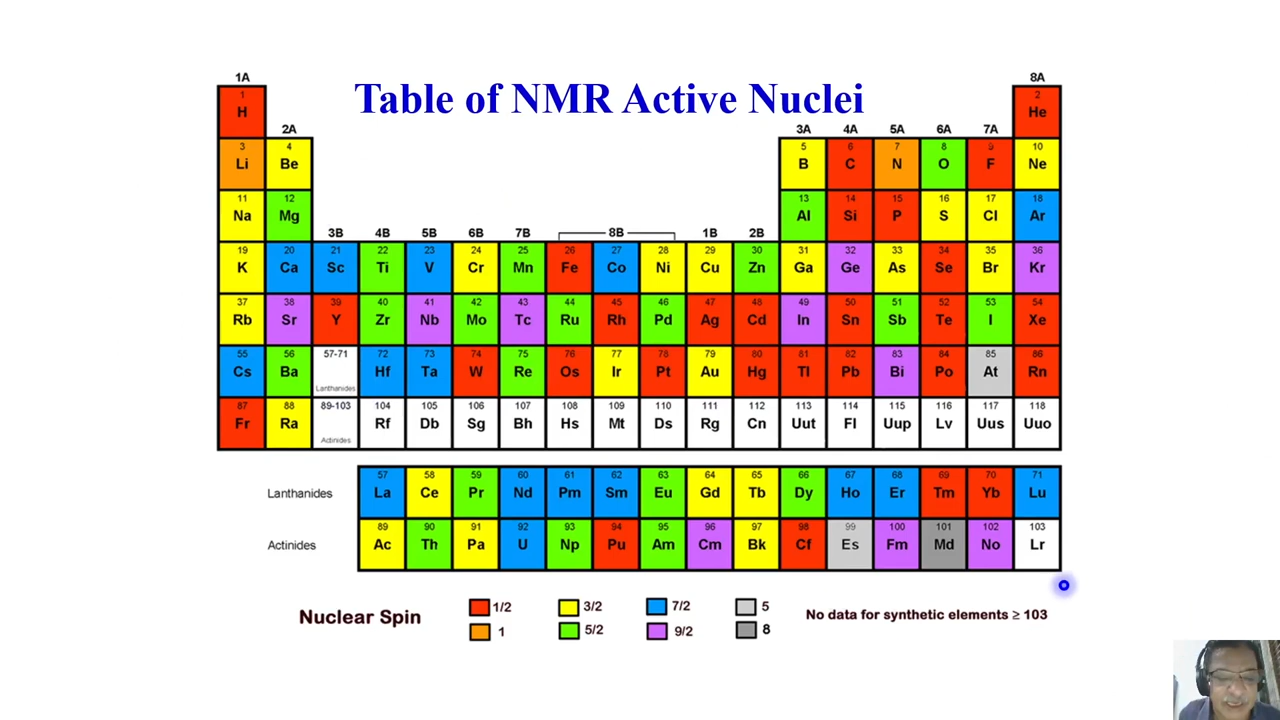 1A 8A
Table of NMR Active Nuclei
1 2
H He
2A 3A 4A 5A 6A 7A
3 4 5 6 7 8 9 10
Li Be B C N O F Ne
11 12 13 14 15 16 17 18
Na Mg Al Si P S Cl Ar
3B 4B 5B 6B 7B 8B 1B 2B
19 20 21 22 23 24 25 26 27 28 29 30 31 32 33 34 35 36
K Ca Sc Ti V Cr Mn Fe Co Ni Cu Zn Ga Ge As Se Br Kr
37 38 39 40 41 42 43 44 45 46 47 48 49 50 51 52 53 54
Rb Sr Y Zr Nb Mo Tc Ru Rh Pd Ag Cd In Sn Sb Te I Xe
55 56 57-71 72 73 74 75 76 77 78 79 80 81 82 83 84 85 86
Cs Ba Hf Ta W Re Os Ir Pt Au Hg Tl Pb Bi Po At Rn
Lanthanides
87 88 89-103 104 105 106 107 108 109 110 111 112 113 114 115 116 117 118
Fr Ra Rf Db Sg Bh Hs Mt Ds Rg Cn Uut Fl Uup Lv Uus Uuo
Actinides
57 58 59 60 61 62 63 64 65 66 67 68 69 70 71
Lanthanides La Ce Pr Nd Pm Sm Eu Gd Tb Dy Ho Er Tm Yb Lu
89 90 91 92 93 94 95 96 97 98 99 100 101 102 103
Actinides Ac Th Pa U Np Pu Am Cm Bk Cf Es Fm Md No Lr
Nuclear Spin
1/2 3/2 7/2 5
1 5/2 9/2 8
No data for synthetic elements ≥ 103